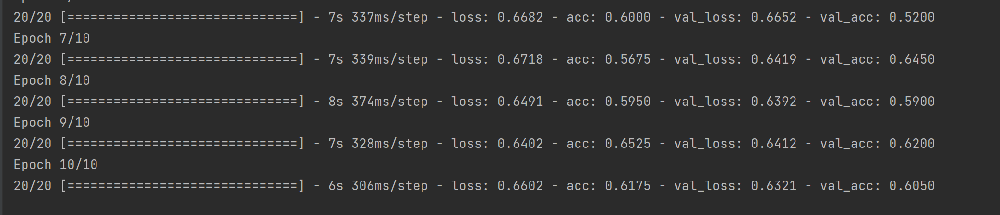 Epoch 6/10
20/20 [==============================] - 7s 337ms/step - loss: 0.6682 - acc: 0.6000 - val_loss: 0.6652 - val_acc: 0.5200
Epoch 7/10
20/20 [==============================] - 7s 339ms/step - loss: 0.6718 - acc: 0.5675 - val_loss: 0.6419 - val_acc: 0.6450
Epoch 8/10
20/20 [==============================] - 8s 374ms/step - loss: 0.6491 - acc: 0.5950 - val_loss: 0.6392 - val_acc: 0.5900
Epoch 9/10
20/20 [==============================] - 7s 328ms/step - loss: 0.6402 - acc: 0.6525 - val_loss: 0.6412 - val_acc: 0.6200
Epoch 10/10
20/20 [==============================] - 6s 306ms/step - loss: 0.6602 - acc: 0.6175 - val_loss: 0.6321 - val_acc: 0.6050